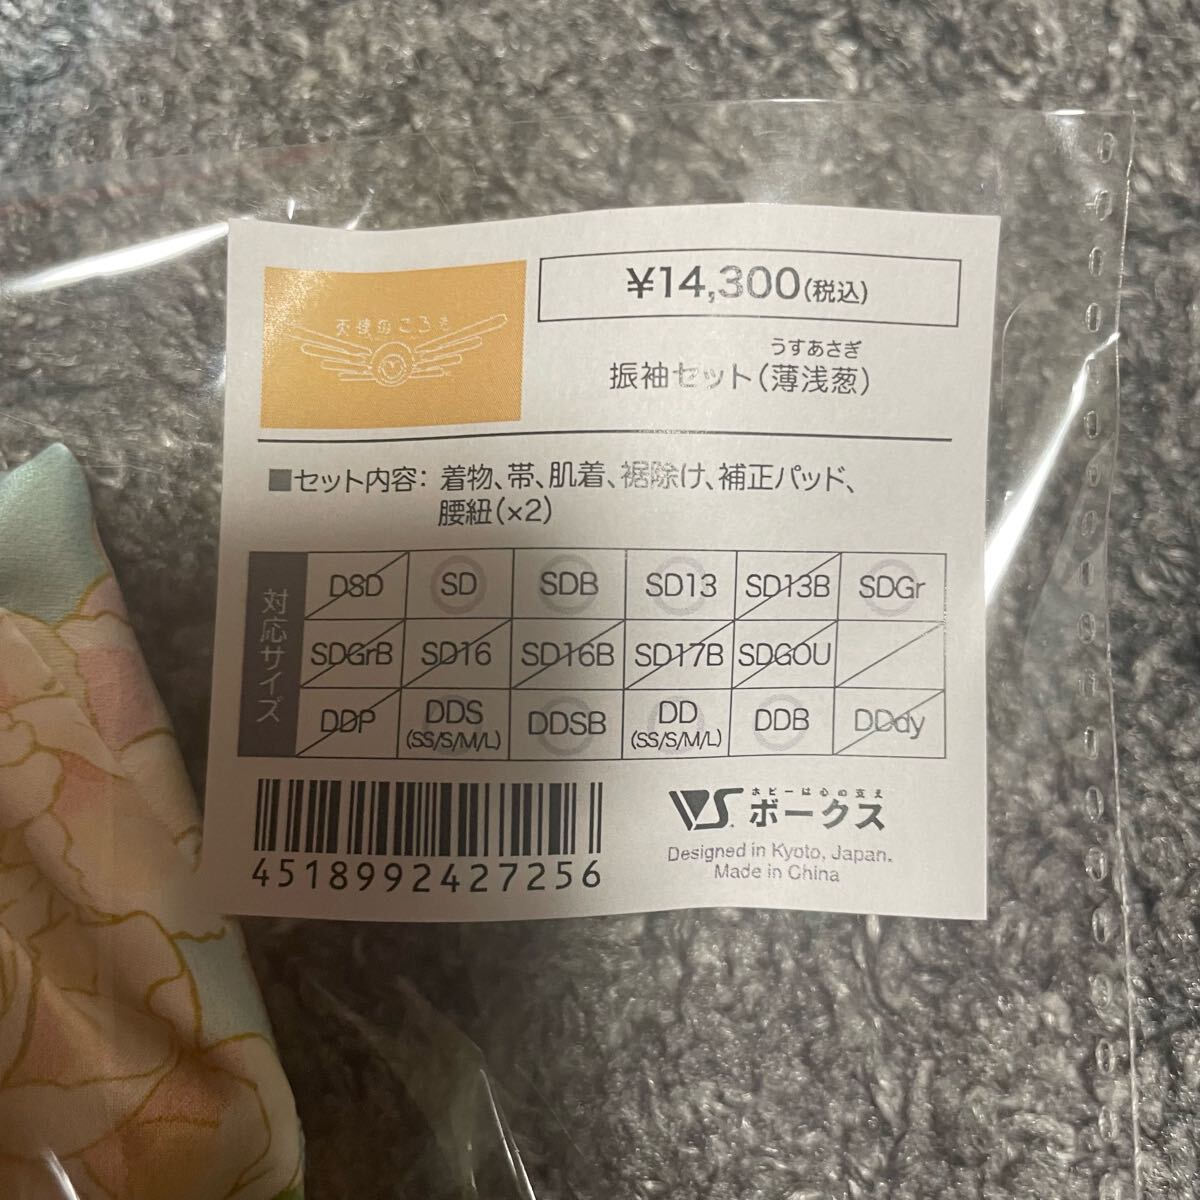 天使のころも
¥14,300(税込)
うすあさぎ
振袖セット(薄浅葱)
■セット内容: 着物、帯、肌着、裾除け、補正パッド、
腰紐(×2)
対応サイズ
DSD SD SDB SD13 SD13B SDGr
SDGrB SD16 SD16B SD17B SDGOU
DDP DDS (SS/S/M/L) DDSB DD (SS/S/M/L) DDB DDdy
4518992427256
VS.
ホビーは心の支え
ボークス
Designed in Kyoto, Japan.
Made in China